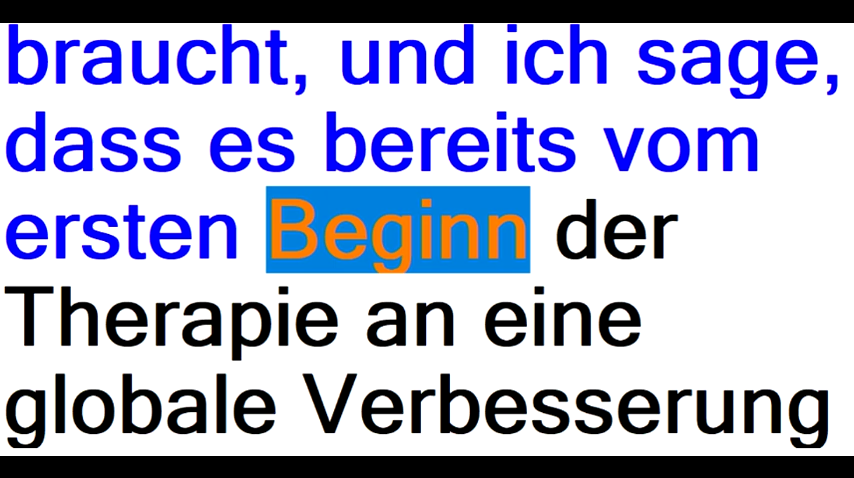 braucht, und ich sage,
dass es bereits vom
ersten Beginn der
Therapie an eine
globale Verbesserung